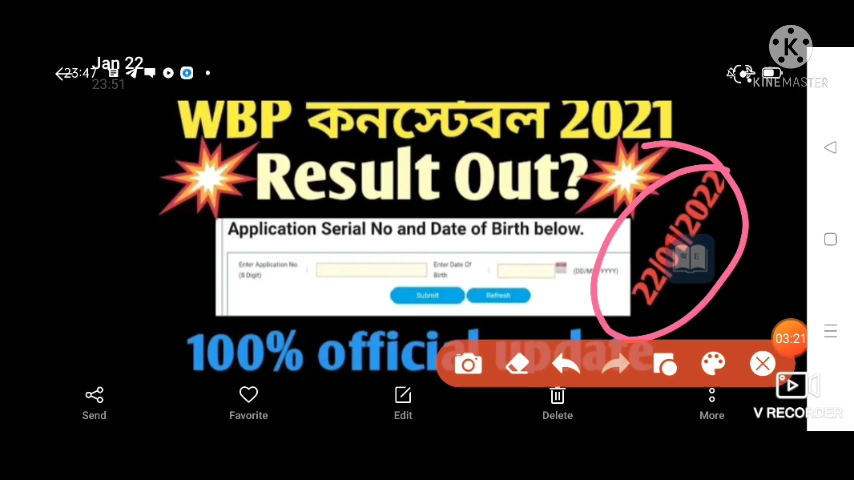 Jan 22
23:47
23:51
KINEMASTER
WBP কনস্টেবল 2021
Result Out?
22/01/2022
Application Serial No and Date of Birth below.
Enter Application No. :
(8 Digit)
Enter Date Of :
Birth
(DD/MM/YYYY)
Submit
Refresh
100% official update
03:21
Send
Favorite
Edit
Delete
More
V RECORDER